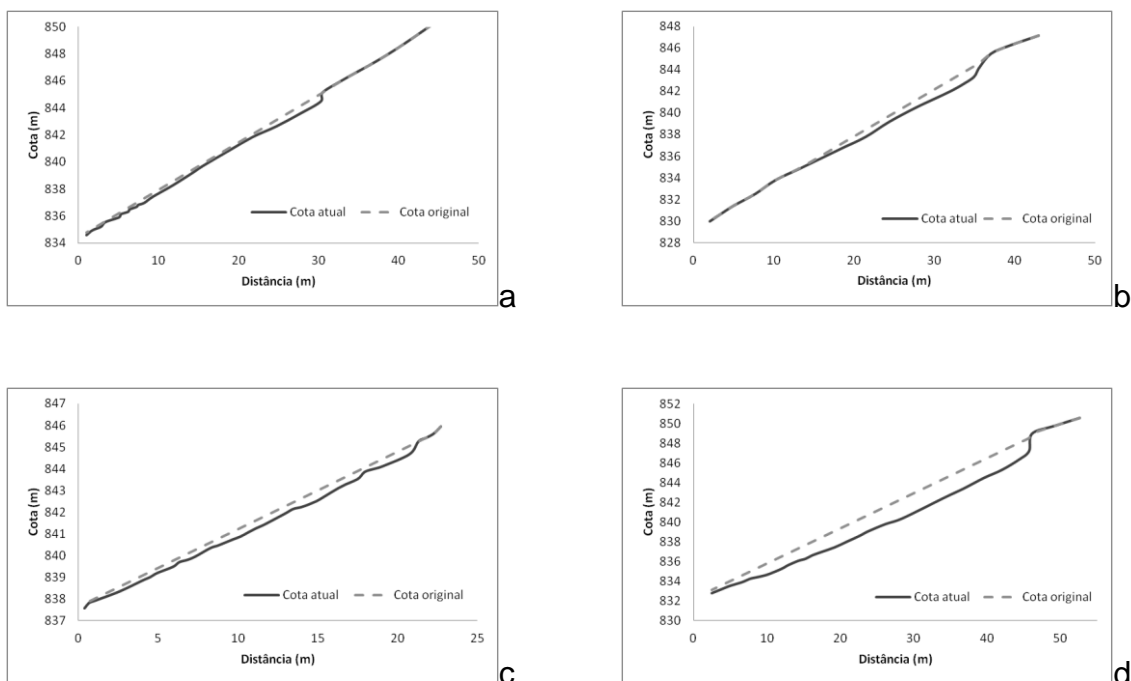 850
848
846
844
842
840
838
836
834
Cota (m)
0 10 20 30 40 50
Distância (m)
Cota atual Cota original
a
848
846
844
842
840
838
836
834
832
830
828
Cota (m)
0 10 20 30 40 50
Distância (m)
Cota atual Cota original
b
847
846
845
844
843
842
841
840
839
838
837
Cota (m)
0 5 10 15 20 25
Distância (m)
Cota atual Cota original
c
852
850
848
846
842
840
838
836
834
832
830
Cota (m)
0 10 20 30 40 50
Distância (m)
Cota atual Cota original
d